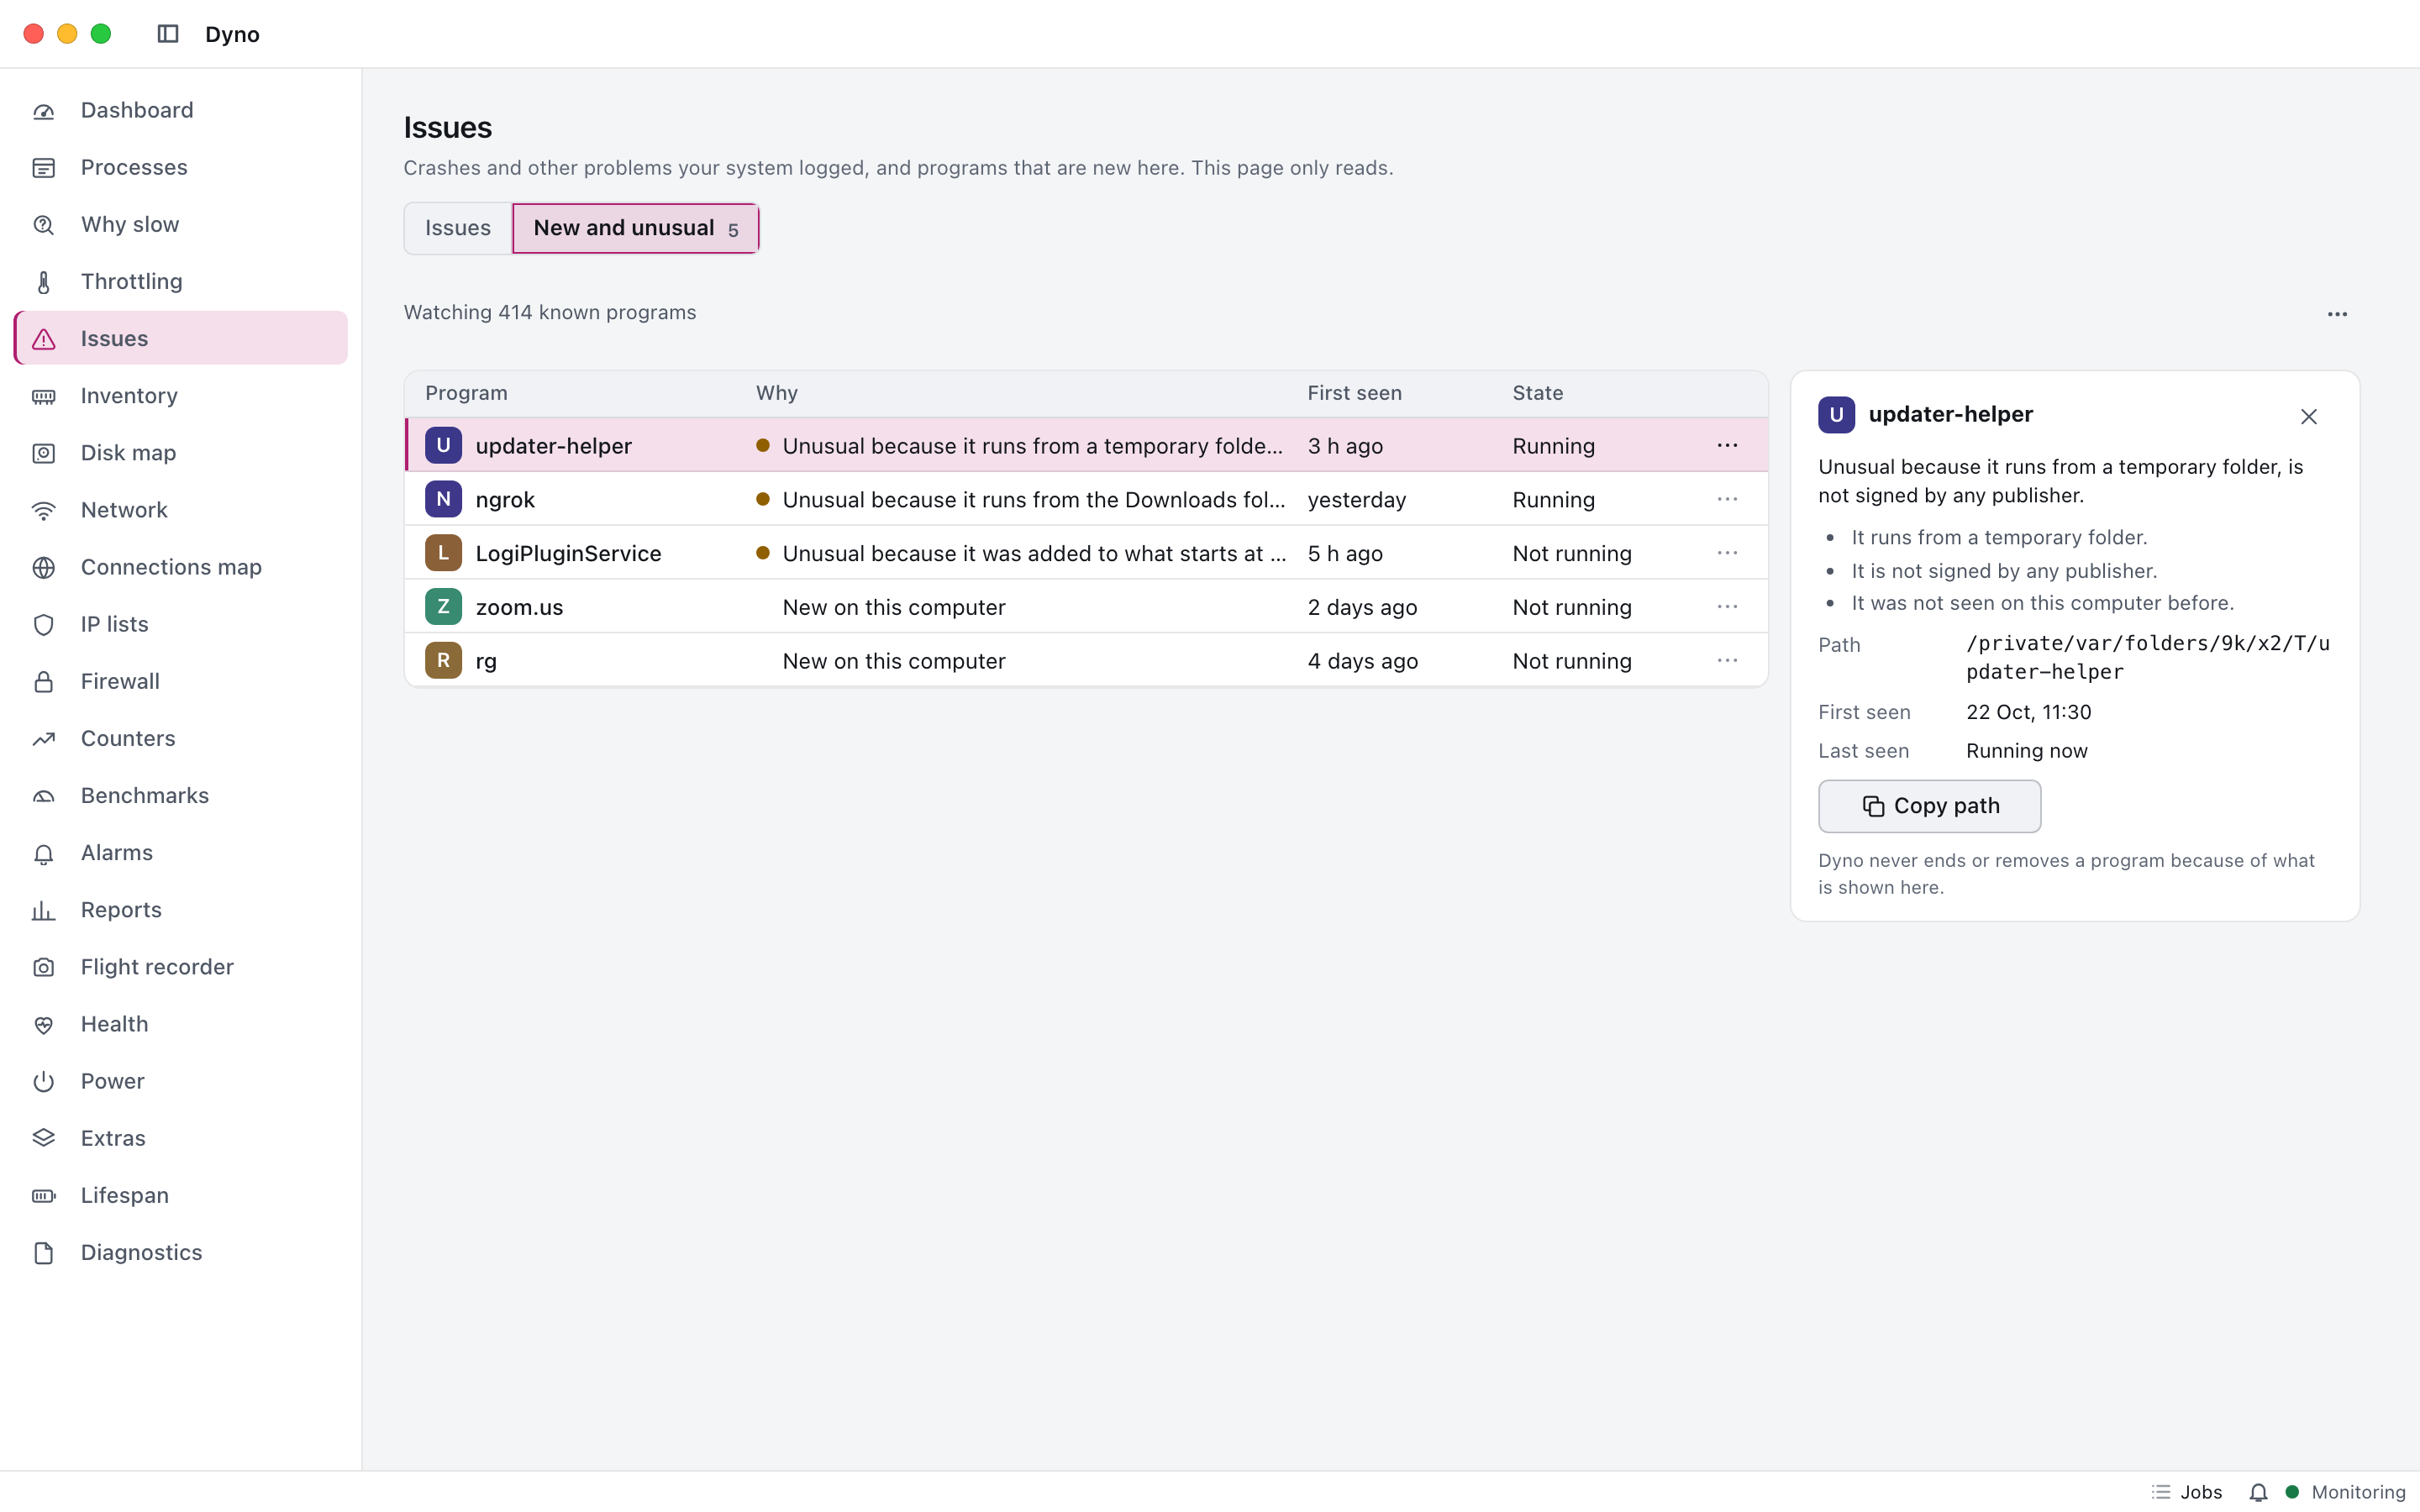 Dyno
Dashboard
Processes
Why slow
Throttling
Issues
Inventory
Disk map
Network
Connections map
IP lists
Firewall
Counters
Benchmarks
Alarms
Reports
Flight recorder
Health
Power
Extras
Lifespan
Diagnostics
Issues
Crashes and other problems your system logged, and programs that are new here. This page only reads.
Issues New and unusual 5
Watching 414 known programs
Program Why First seen State
U updater-helper Unusual because it runs from a temporary folde... 3 h ago Running
N ngrok Unusual because it runs from the Downloads fol... yesterday Running
L LogiPluginService Unusual because it was added to what starts at ... 5 h ago Not running
Z zoom.us New on this computer 2 days ago Not running
R rg New on this computer 4 days ago Not running
U updater-helper
Unusual because it runs from a temporary folder, is
not signed by any publisher.
• It runs from a temporary folder.
• It is not signed by any publisher.
• It was not seen on this computer before.
Path /private/var/folders/9k/x2/T/u
pdater-helper
First seen 22 Oct, 11:30
Last seen Running now
Copy path
Dyno never ends or removes a program because of what
is shown here.
Jobs Monitoring